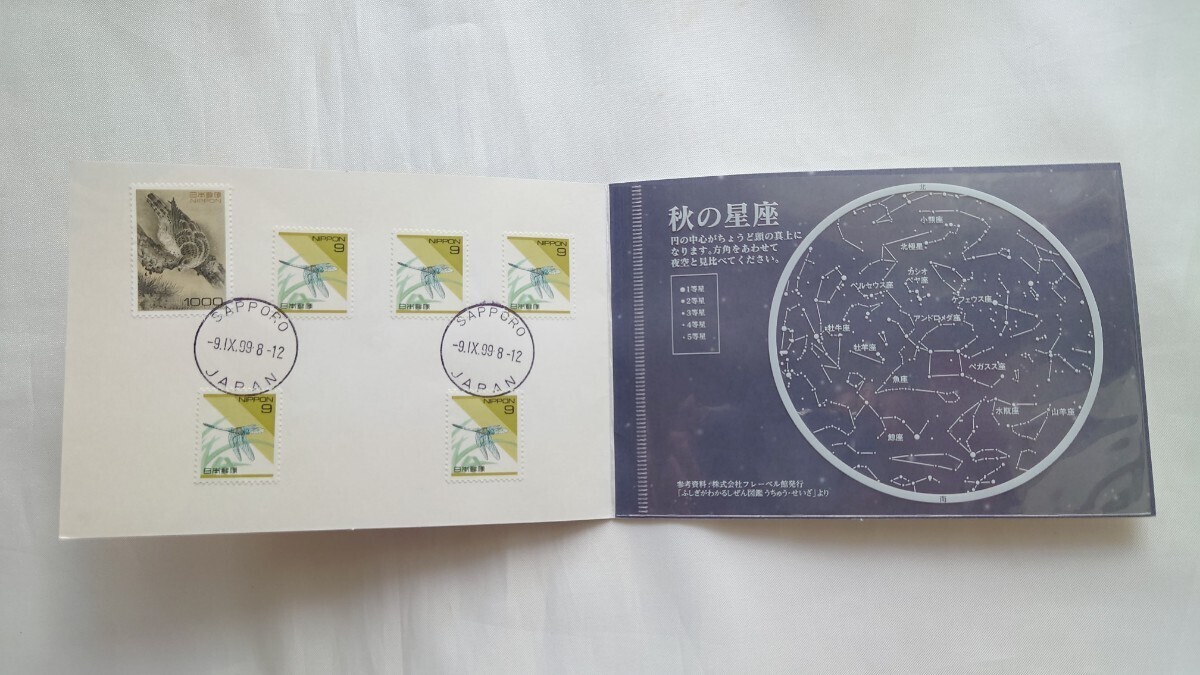 日本郵便
NIPPON
1000
NIPPON
9
日本郵便
NIPPON
9
日本郵便
NIPPON
9
日本郵便
SAPPORO
-9.IX.99-8-12
JAPAN
SAPPORO
-9.IX.99-8-12
JAPAN
NIPPON
9
日本郵便
NIPPON
9
日本郵便
秋の星座
円の中心がちょうど頭の真上に
なります。方角をあわせて
夜空と見比べてください。
●1等星
•2等星
•3等星
•4等星
•5等星
北
小熊座
北極星
カシオ
ペヤ座
ペルセウス座
ケフェウス座
アンドロメダ座
牡牛座
牡羊座
ペガスス座
魚座
水瓶座
山羊座
鯨座
南
参考資料:株式会社フレーベル館発行
「ふしぎがわかるしぜん図鑑 うちゅう・せいざ」より